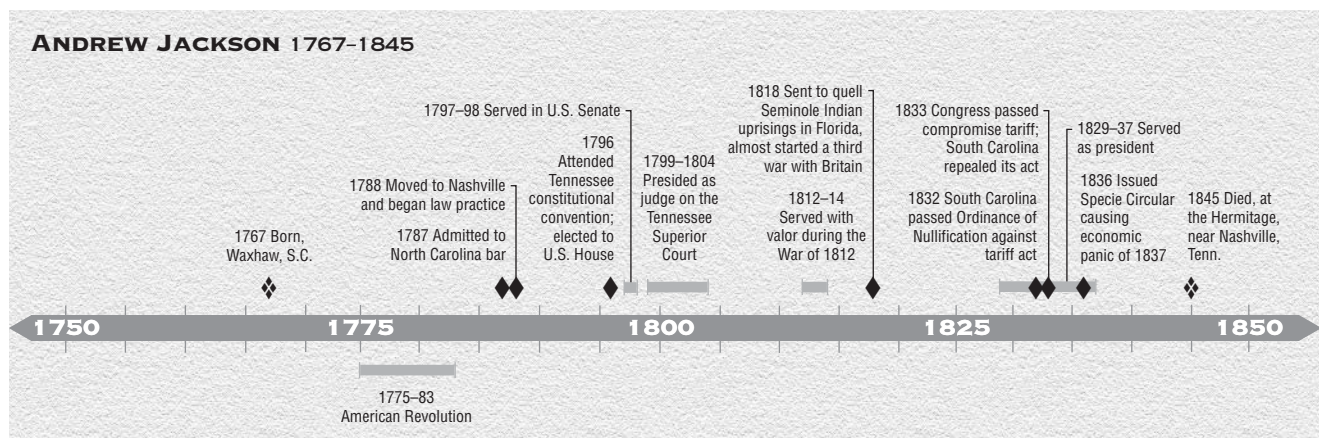 ANDREW JACKSON 1767–1845
1767 Born,
Waxhaw, S.C.
1787 Admitted to
North Carolina bar
1788 Moved to Nashville
and began law practice
1796
Attended
Tennessee
constitutional
convention;
elected to
U.S. House
1797–98 Served in U.S. Senate
1799–1804
Presided as
judge on the
Tennessee
Superior
Court
1812–14
Served with
valor during the
War of 1812
1818 Sent to quell
Seminole Indian
uprisings in Florida,
almost started a third
war with Britain
1832 South Carolina
passed Ordinance of
Nullification against
tariff act
1833 Congress passed
compromise tariff;
South Carolina
repealed its act
1829–37 Served
as president
1836 Issued
Specie Circular
causing
economic
panic of 1837
1845 Died, at
the Hermitage,
near Nashville,
Tenn.
1750 1775 1800 1825 1850
1775–83
American Revolution